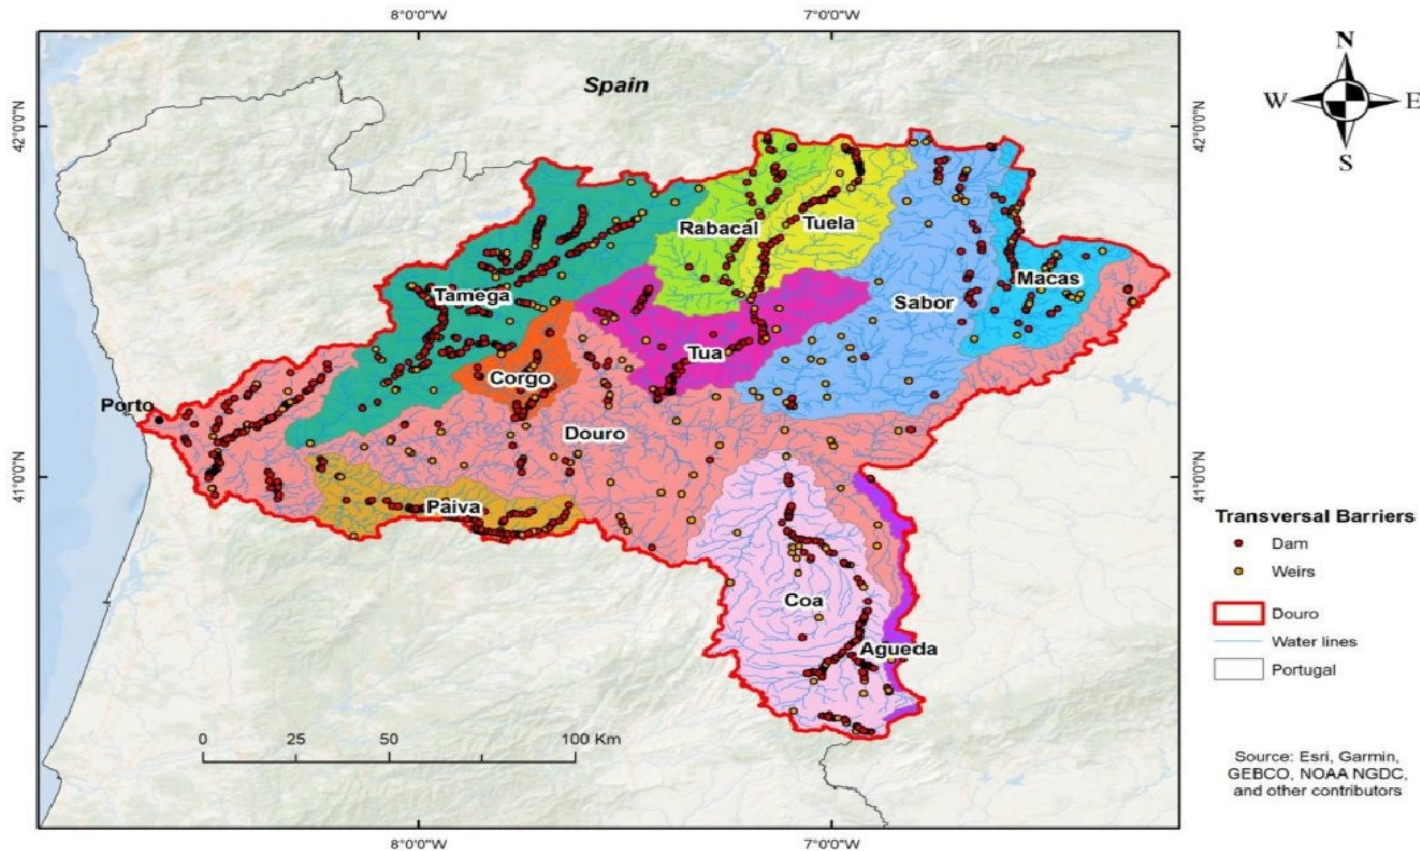 8°0'0"W
7°0'0"W
N
W
E
S
Spain
42°0'0"N
42°0'0"N
Rabacal
Tuela
Macas
Tamega
Sabor
Tua
Corgo
Porto
Douro
41°0'0"N
41°0'0"N
Paiva
Coa
Agueda
0
25
50
100 Km
8°0'0"W
7°0'0"W
Transversal Barriers
Dam
Weirs
Douro
Water lines
Portugal
Source: Esri, Garmin,
GEBCO, NOAA NGDC,
and other contributors